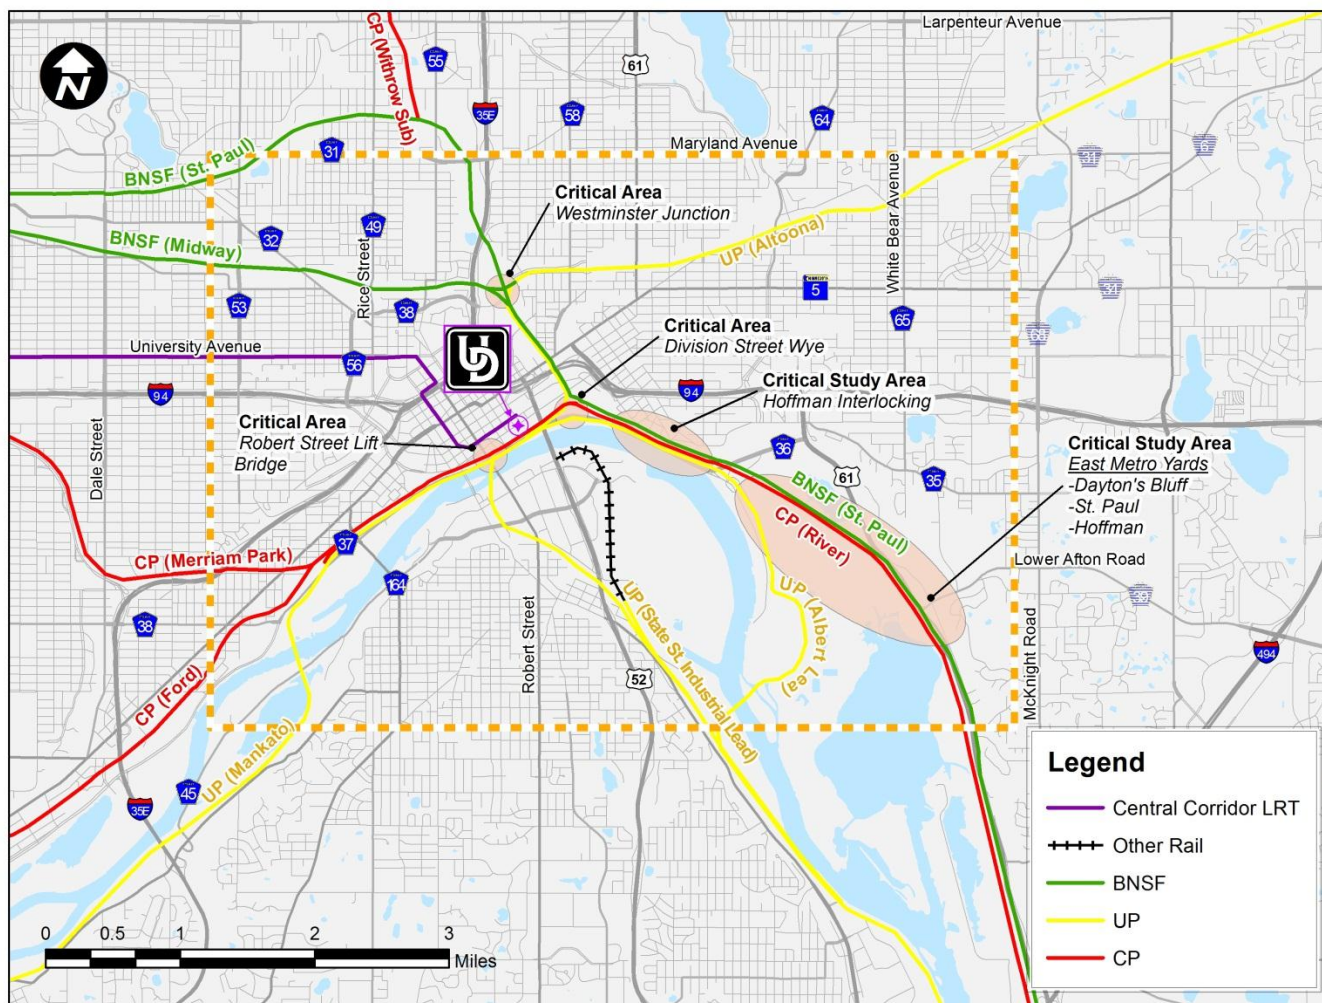 Larpenteur Avenue
CP (Withrow Sub)
55
61
N
35E
58
64
31
Maryland Avenue
BNSF (St. Paul)
Critical Area
Westminster Junction
49
32
BNSF (Midway)
Rice Street
UP (Altoona)
White Bear Avenue
5
53
38
65
Critical Area
Division Street Wye
University Avenue
56
UD
94
94
Critical Study Area
Hoffman Interlocking
Critical Area
Robert Street Lift
Bridge
Dale Street
36
61
35
Critical Study Area
East Metro Yards
-Dayton's Bluff
-St. Paul
-Hoffman
BNSF (St. Paul)
CP (River)
37
CP (Merriam Park)
164
Lower Afton Road
38
Robert Street
UP (State St. Industrial Lead)
UP (Albert Lea)
McKnight Road
494
52
CP (Ford)
UP (Mankato)
45
35E
Legend
Central Corridor LRT
Other Rail
BNSF
UP
CP
0 0.5 1 2 3
Miles